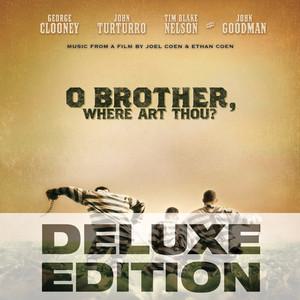 GEORGE CLOONEY
JOHN TURTURRO
TIM BLAKE NELSON
AND
JOHN GOODMAN
MUSIC FROM A FILM BY JOEL COEN & ETHAN COEN
O BROTHER,
WHERE ART THOU?
DELUXE
EDITION